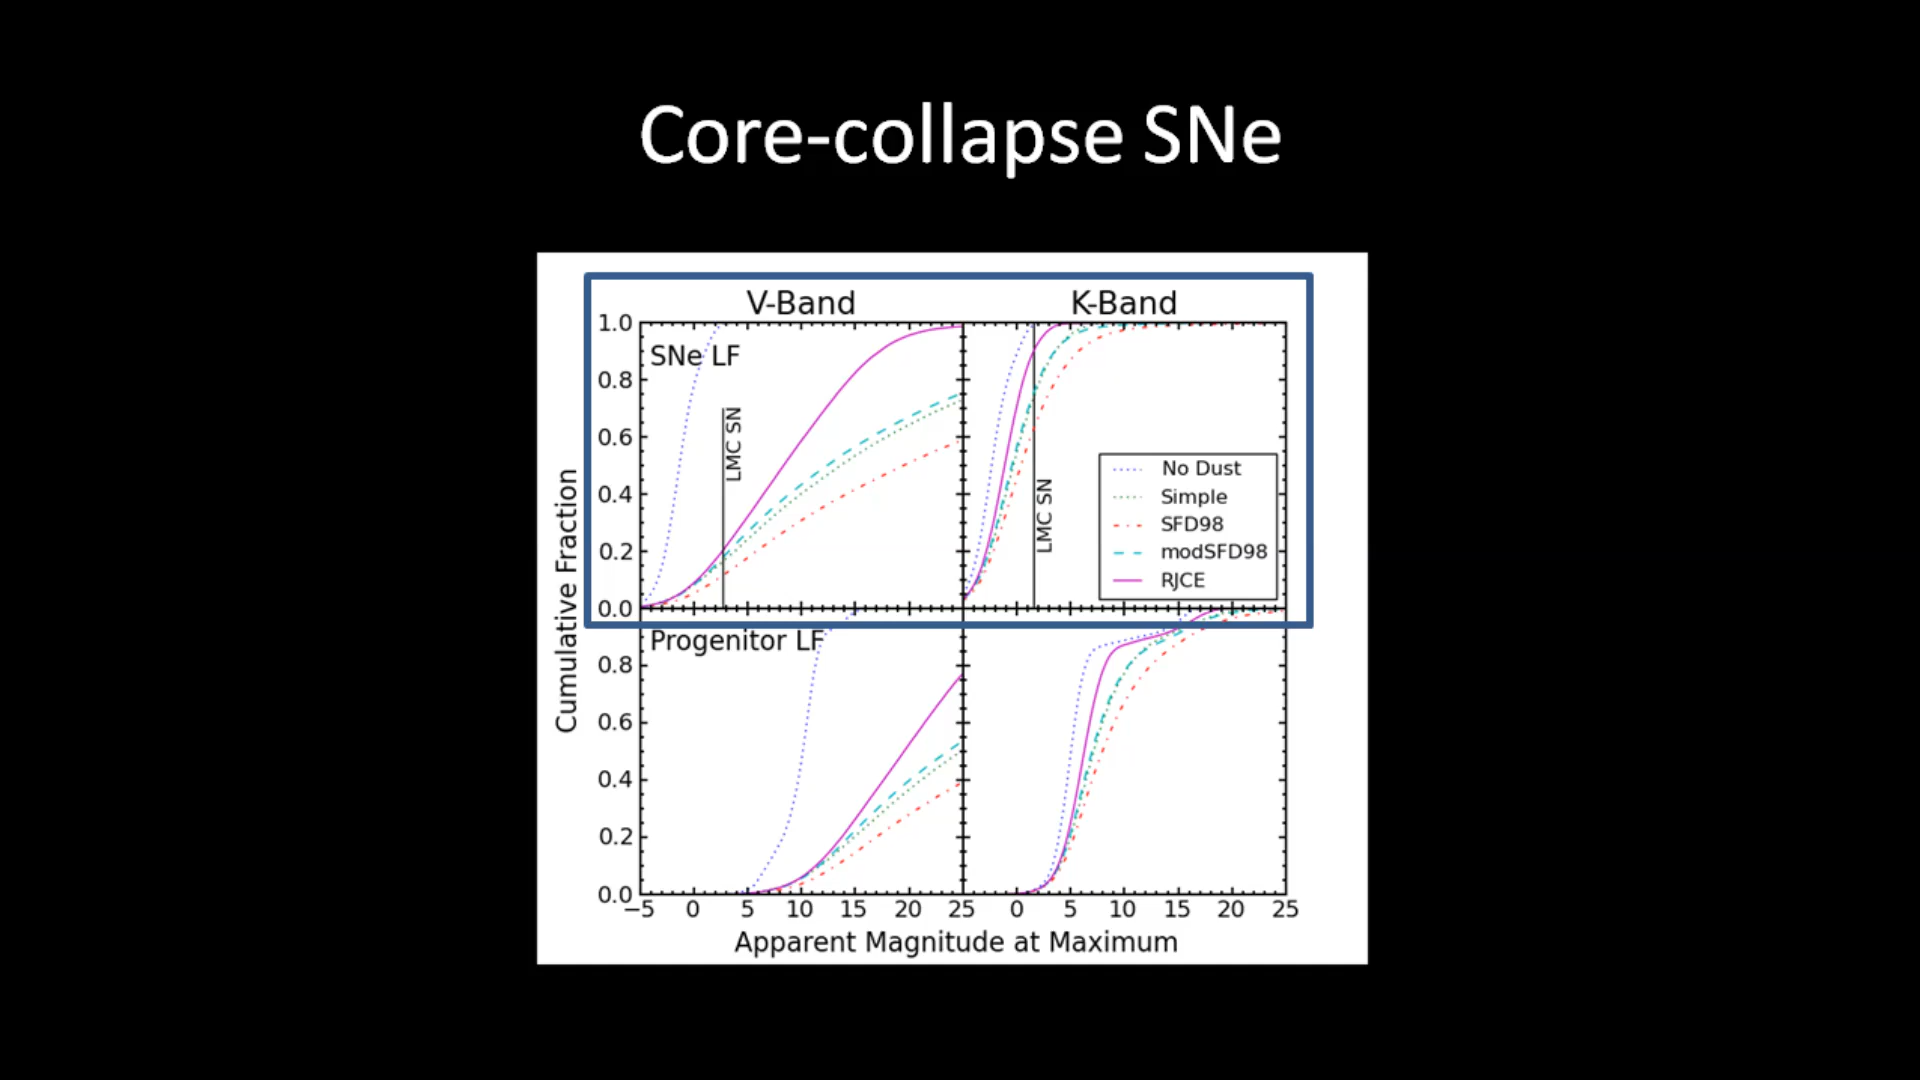 Core-collapse SNe
V-Band
K-Band
Cumulative Fraction
1.0
0.8
0.6
0.4
0.2
0.0
SNe LF
LMC SN
LMC SN
No Dust
Simple
SFD98
modSFD98
RJCE
Progenitor LF
0.8
0.6
0.4
0.2
0.0
−5 0 5 10 15 20 25 0 5 10 15 20 25
Apparent Magnitude at Maximum